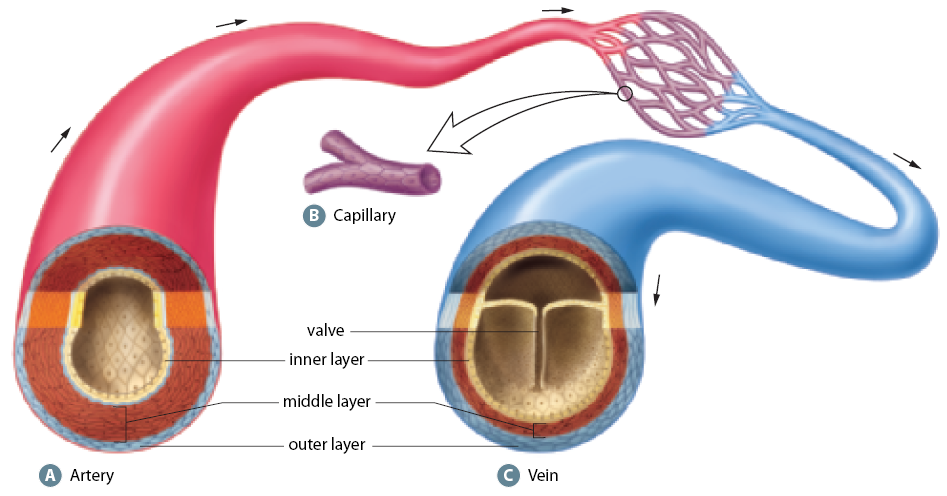 B Capillary
valve
inner layer
middle layer
outer layer
A Artery
C Vein